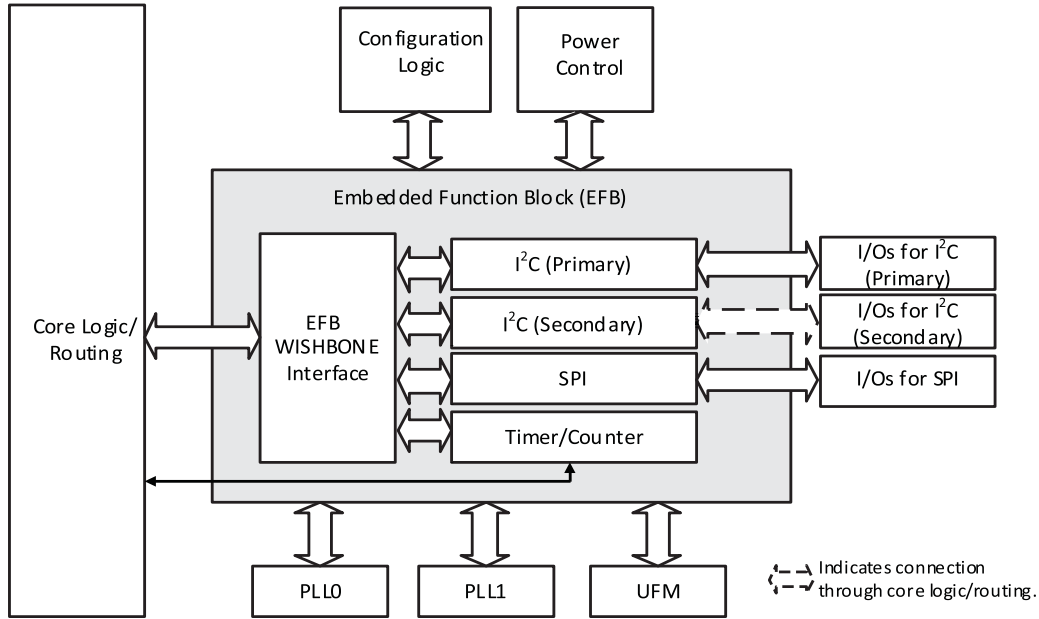 Configuration
Logic
Power
Control
Embedded Function Block (EFB)
Core Logic/
Routing
EFB
WISHBONE
Interface
I²C (Primary)
I²C (Secondary)
SPI
Timer/Counter
I/Os for I²C
(Primary)
I/Os for I²C
(Secondary)
I/Os for SPI
PLL0
PLL1
UFM
Indicates connection
through core logic/routing.